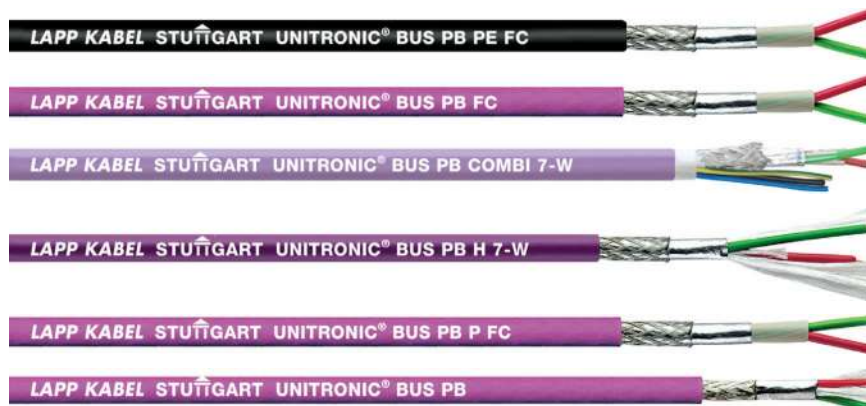 LAPP KABEL STUTTGART UNITRONIC® BUS PB PE FC
LAPP KABEL STUTTGART UNITRONIC® BUS PB FC
LAPP KABEL STUTTGART UNITRONIC® BUS PB COMBI 7-W
LAPP KABEL STUTTGART UNITRONIC® BUS PB H 7-W
LAPP KABEL STUTTGART UNITRONIC® BUS PB P FC
LAPP KABEL STUTTGART UNITRONIC® BUS PB